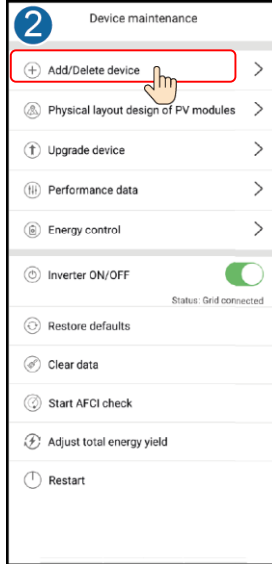 2
Device maintenance
Add/Delete device
Physical layout design of PV modules
Upgrade device
Performance data
Energy control
Inverter ON/OFF
Status: Grid connected
Restore defaults
Clear data
Start AFCI check
Adjust total energy yield
Restart